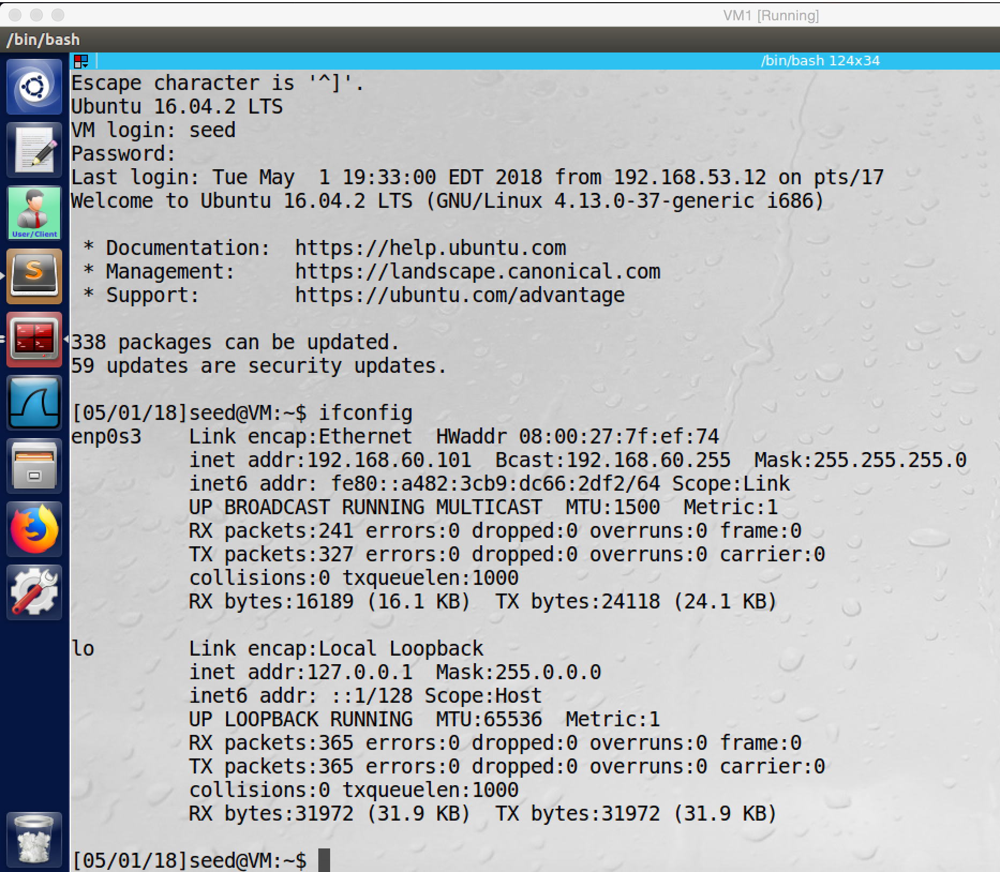 VM1 [Running]
/bin/bash
/bin/bash 124x34
Escape character is '^]'.
Ubuntu 16.04.2 LTS
VM login: seed
Password:
Last login: Tue May  1 19:33:00 EDT 2018 from 192.168.53.12 on pts/17
Welcome to Ubuntu 16.04.2 LTS (GNU/Linux 4.13.0-37-generic i686)
 * Documentation:  https://help.ubuntu.com
 * Management:     https://landscape.canonical.com
 * Support:        https://ubuntu.com/advantage
338 packages can be updated.
59 updates are security updates.
[05/01/18]seed@VM:~$ ifconfig
enp0s3    Link encap:Ethernet  HWaddr 08:00:27:7f:ef:74
          inet addr:192.168.60.101  Bcast:192.168.60.255  Mask:255.255.255.0
          inet6 addr: fe80::a482:3cb9:dc66:2df2/64 Scope:Link
          UP BROADCAST RUNNING MULTICAST  MTU:1500  Metric:1
          RX packets:241 errors:0 dropped:0 overruns:0 frame:0
          TX packets:327 errors:0 dropped:0 overruns:0 carrier:0
          collisions:0 txqueuelen:1000
          RX bytes:16189 (16.1 KB)  TX bytes:24118 (24.1 KB)
lo        Link encap:Local Loopback
          inet addr:127.0.0.1  Mask:255.0.0.0
          inet6 addr: ::1/128 Scope:Host
          UP LOOPBACK RUNNING  MTU:65536  Metric:1
          RX packets:365 errors:0 dropped:0 overruns:0 frame:0
          TX packets:365 errors:0 dropped:0 overruns:0 carrier:0
          collisions:0 txqueuelen:1000
          RX bytes:31972 (31.9 KB)  TX bytes:31972 (31.9 KB)
[05/01/18]seed@VM:~$
User/Client
S